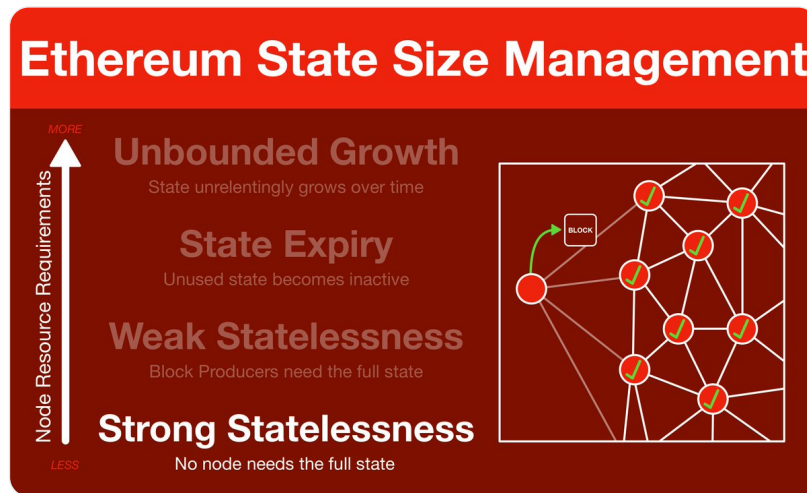 Ethereum State Size Management
MORE
Node Resource Requirements
LESS
Unbounded Growth
State unrelentingly grows over time
State Expiry
Unused state becomes inactive
Weak Statelessness
Block Producers need the full state
Strong Statelessness
No node needs the full state
BLOCK